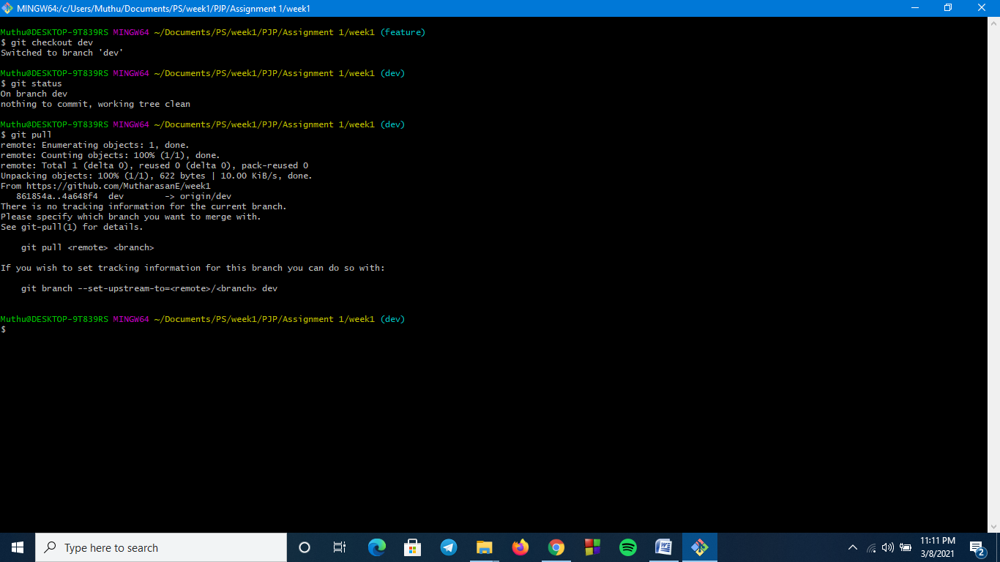 MINGW64:/c/Users/Muthu/Documents/PS/week1/PJP/Assignment 1/week1
Muthu@DESKTOP-9T839RS MINGW64 ~/Documents/PS/week1/PJP/Assignment 1/week1 (feature)
$ git checkout dev
Switched to branch 'dev'
Muthu@DESKTOP-9T839RS MINGW64 ~/Documents/PS/week1/PJP/Assignment 1/week1 (dev)
$ git status
On branch dev
nothing to commit, working tree clean
Muthu@DESKTOP-9T839RS MINGW64 ~/Documents/PS/week1/PJP/Assignment 1/week1 (dev)
$ git pull
remote: Enumerating objects: 1, done.
remote: Counting objects: 100% (1/1), done.
remote: Total 1 (delta 0), reused 0 (delta 0), pack-reused 0
Unpacking objects: 100% (1/1), 622 bytes | 10.00 KiB/s, done.
From https://github.com/MutharasanE/week1
   861854a..4a648f4  dev        -> origin/dev
There is no tracking information for the current branch.
Please specify which branch you want to merge with.
See git-pull(1) for details.
    git pull <remote> <branch>
If you wish to set tracking information for this branch you can do so with:
    git branch --set-upstream-to=<remote>/<branch> dev
Muthu@DESKTOP-9T839RS MINGW64 ~/Documents/PS/week1/PJP/Assignment 1/week1 (dev)
$
Type here to search
11:11 PM
3/8/2021
2